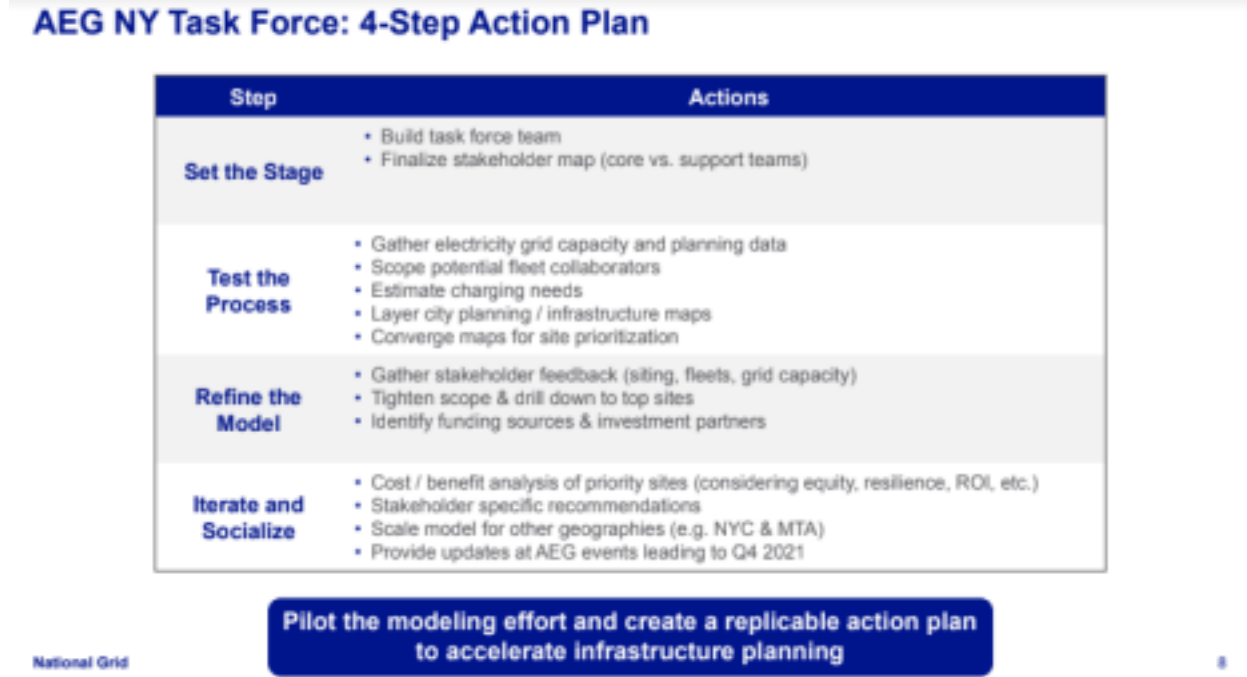 AEG NY Task Force: 4-Step Action Plan
Step Actions
Set the Stage
• Build task force team
• Finalize stakeholder map (core vs. support teams)
Test the
Process
• Gather electricity grid capacity and planning data
• Scope potential fleet collaborators
• Estimate charging needs
• Layer city planning / infrastructure maps
• Converge maps for site prioritization
Refine the
Model
• Gather stakeholder feedback (siting, fleets, grid capacity)
• Tighten scope & drill down to top sites
• Identify funding sources & investment partners
Iterate and
Socialize
• Cost / benefit analysis of priority sites (considering equity, resilience, ROI, etc.)
• Stakeholder specific recommendations
• Scale model for other geographies (e.g. NYC & MTA)
• Provide updates at AEG events leading to Q4 2021
Pilot the modeling effort and create a replicable action plan
to accelerate infrastructure planning
National Grid
8